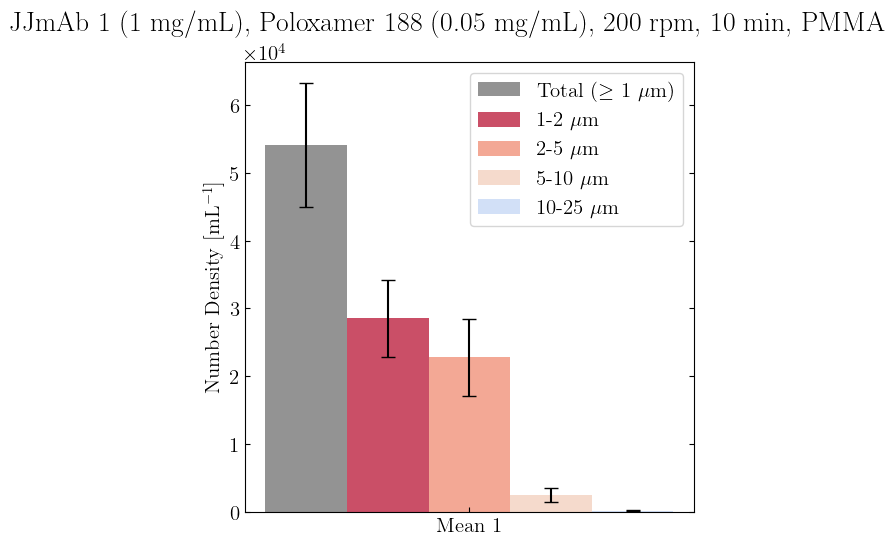 JJmAb 1 (1 mg/mL), Poloxamer 188 (0.05 mg/mL), 200 rpm, 10 min, PMMA
×10⁴
Total (≥ 1 μm)
1-2 μm
2-5 μm
5-10 μm
10-25 μm
Number Density [mL⁻¹]
6
5
4
3
2
1
0
Mean 1